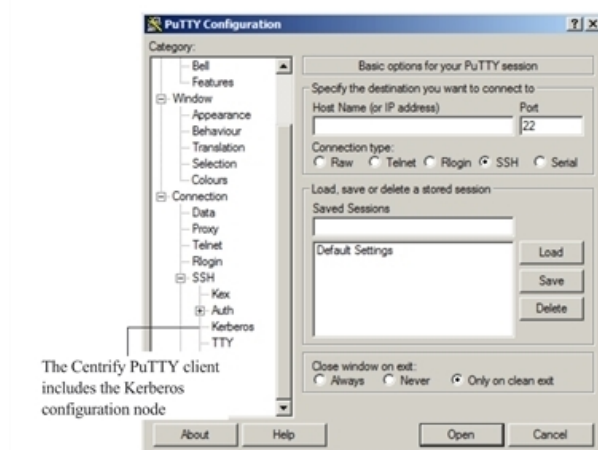 PuTTY Configuration
Category:
Bell
Features
Window
Appearance
Behaviour
Translation
Selection
Colours
Connection
Data
Proxy
Telnet
Rlogin
SSH
Kex
Auth
Kerberos
TTY
Basic options for your PuTTY session
Specify the destination you want to connect to
Host Name (or IP address) Port
22
Connection type:
Raw Telnet Rlogin SSH Serial
Load, save or delete a stored session
Saved Sessions
Default Settings
Load
Save
Delete
Close window on exit:
Always Never Only on clean exit
About Help Open Cancel
The Centrify PuTTY client
includes the Kerberos
configuration node